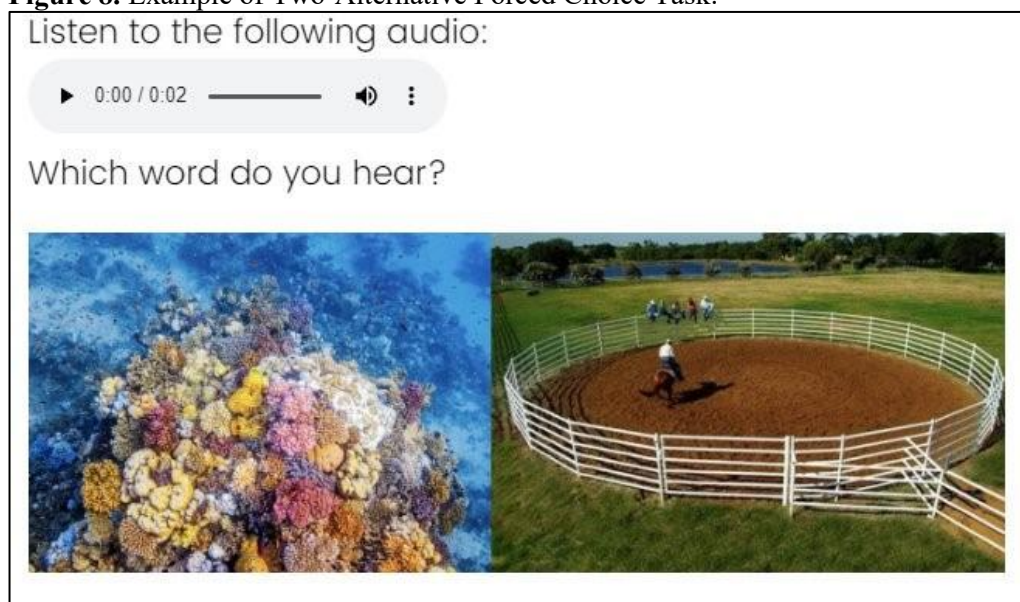 Figure 8. Example of Two-Alternative Forced Choice Task.
Listen to the following audio:
0:00 / 0:02
Which word do you hear?